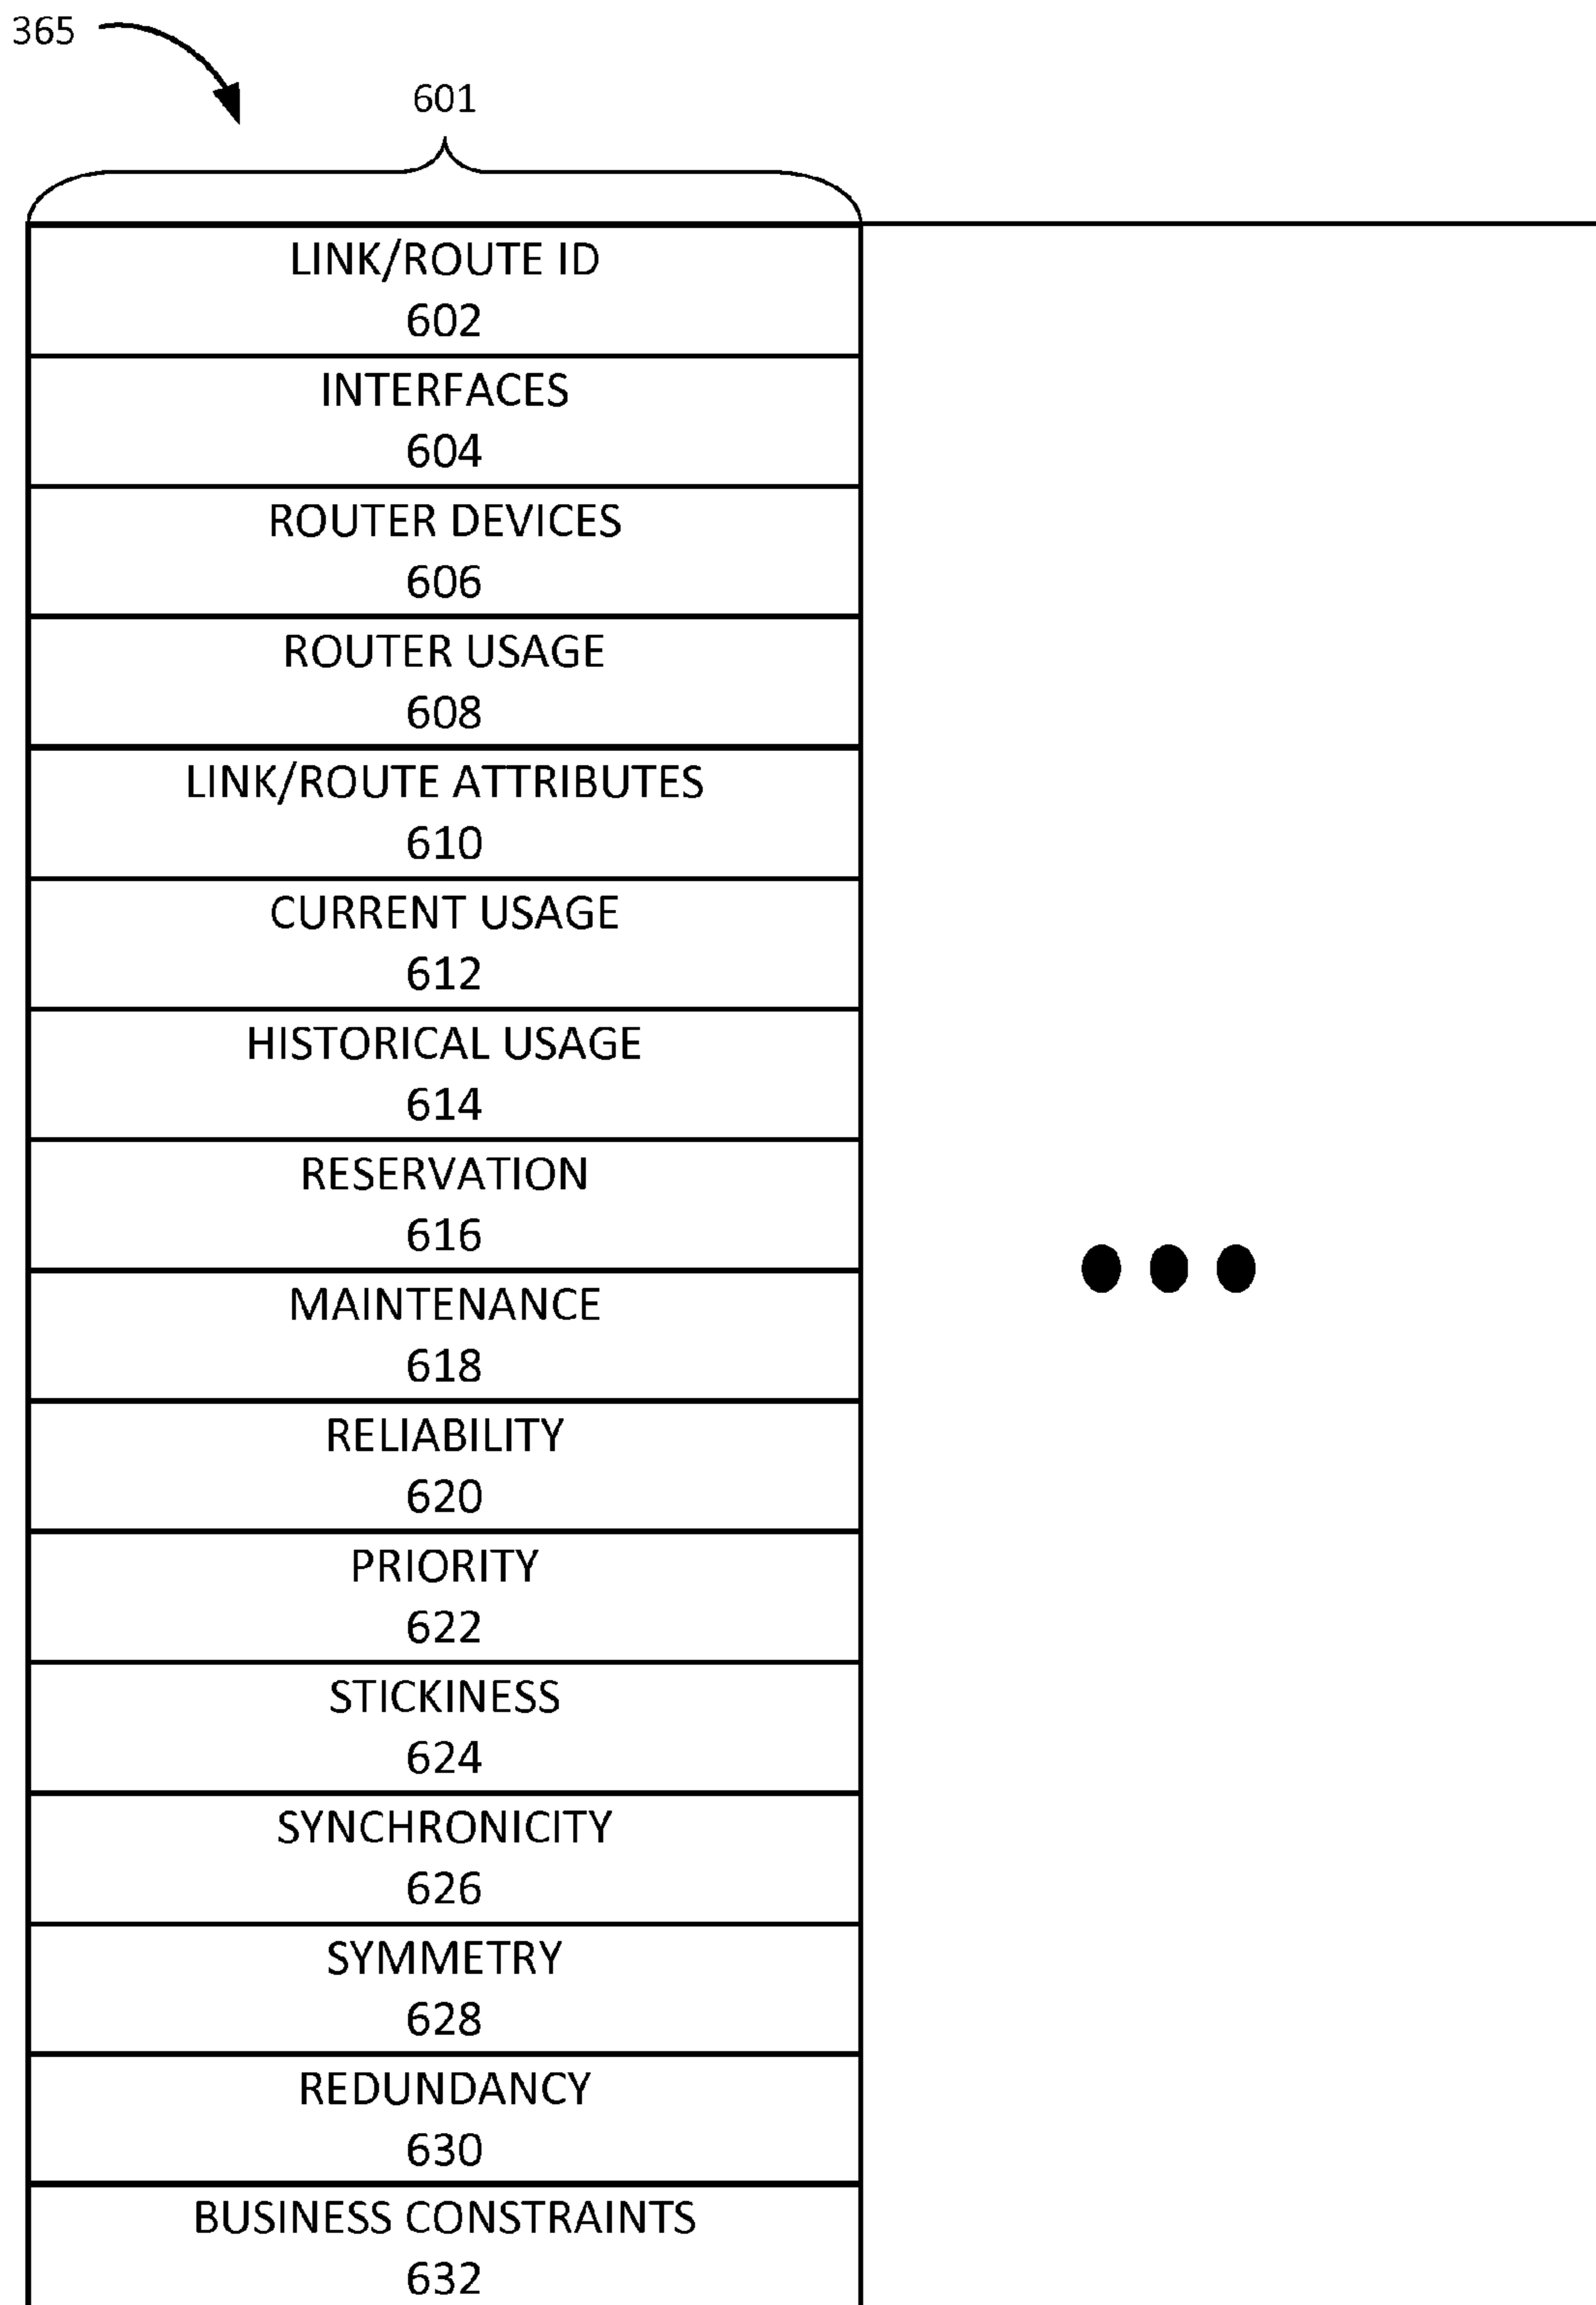 365
601
LINK/ROUTE ID
602
INTERFACES
604
ROUTER DEVICES
606
ROUTER USAGE
608
LINK/ROUTE ATTRIBUTES
610
CURRENT USAGE
612
HISTORICAL USAGE
614
RESERVATION
616
MAINTENANCE
618
RELIABILITY
620
PRIORITY
622
STICKINESS
624
SYNCHRONICITY
626
SYMMETRY
628
REDUNDANCY
630
BUSINESS CONSTRAINTS
632